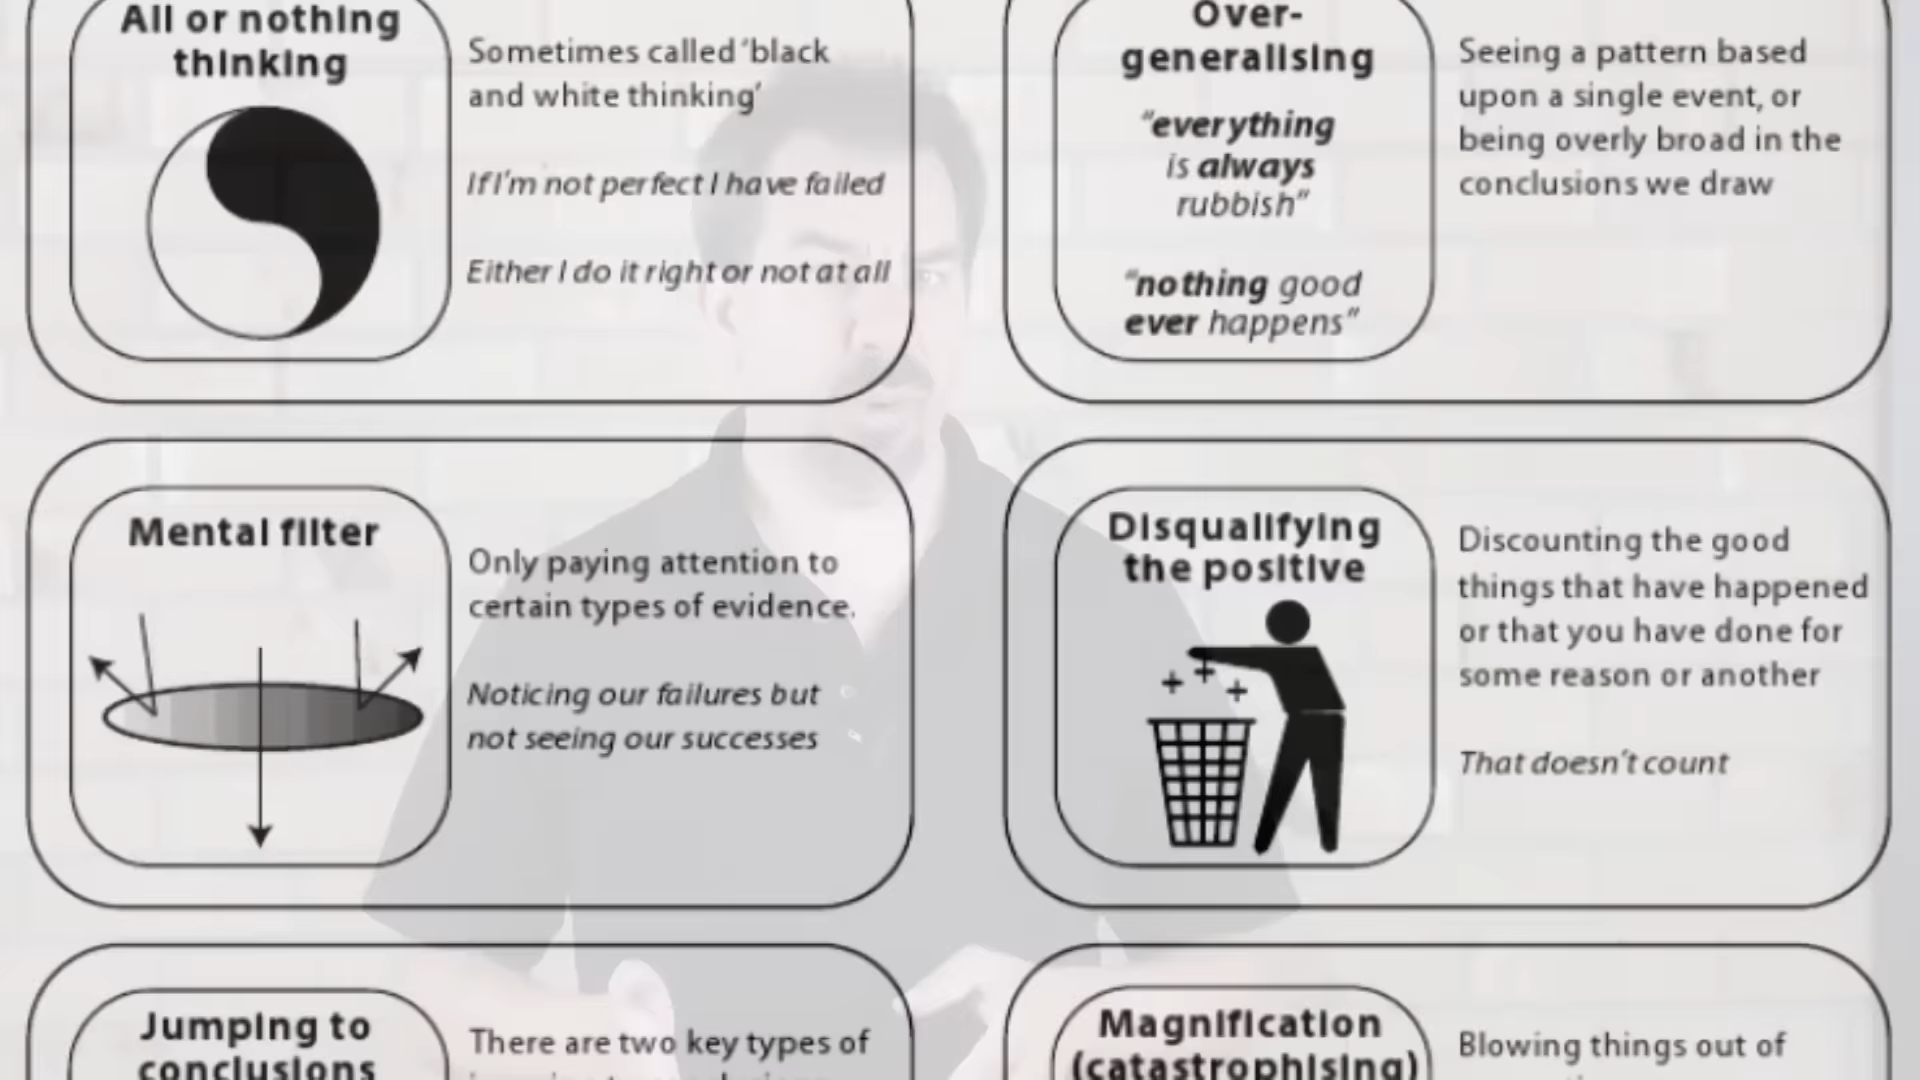 All or nothing
thinking
Sometimes called ‘black
and white thinking’
If I’m not perfect I have failed
Either I do it right or not at all
Over-
generalising
“everything
is always
rubbish”
“nothing good
ever happens”
Seeing a pattern based
upon a single event, or
being overly broad in the
conclusions we draw
Mental filter
Only paying attention to
certain types of evidence.
Noticing our failures but
not seeing our successes
Disqualifying
the positive
Discounting the good
things that have happened
or that you have done for
some reason or another
That doesn’t count
Jumping to
conclusions
There are two key types of
Magnification
(catastrophising)
Blowing things out of